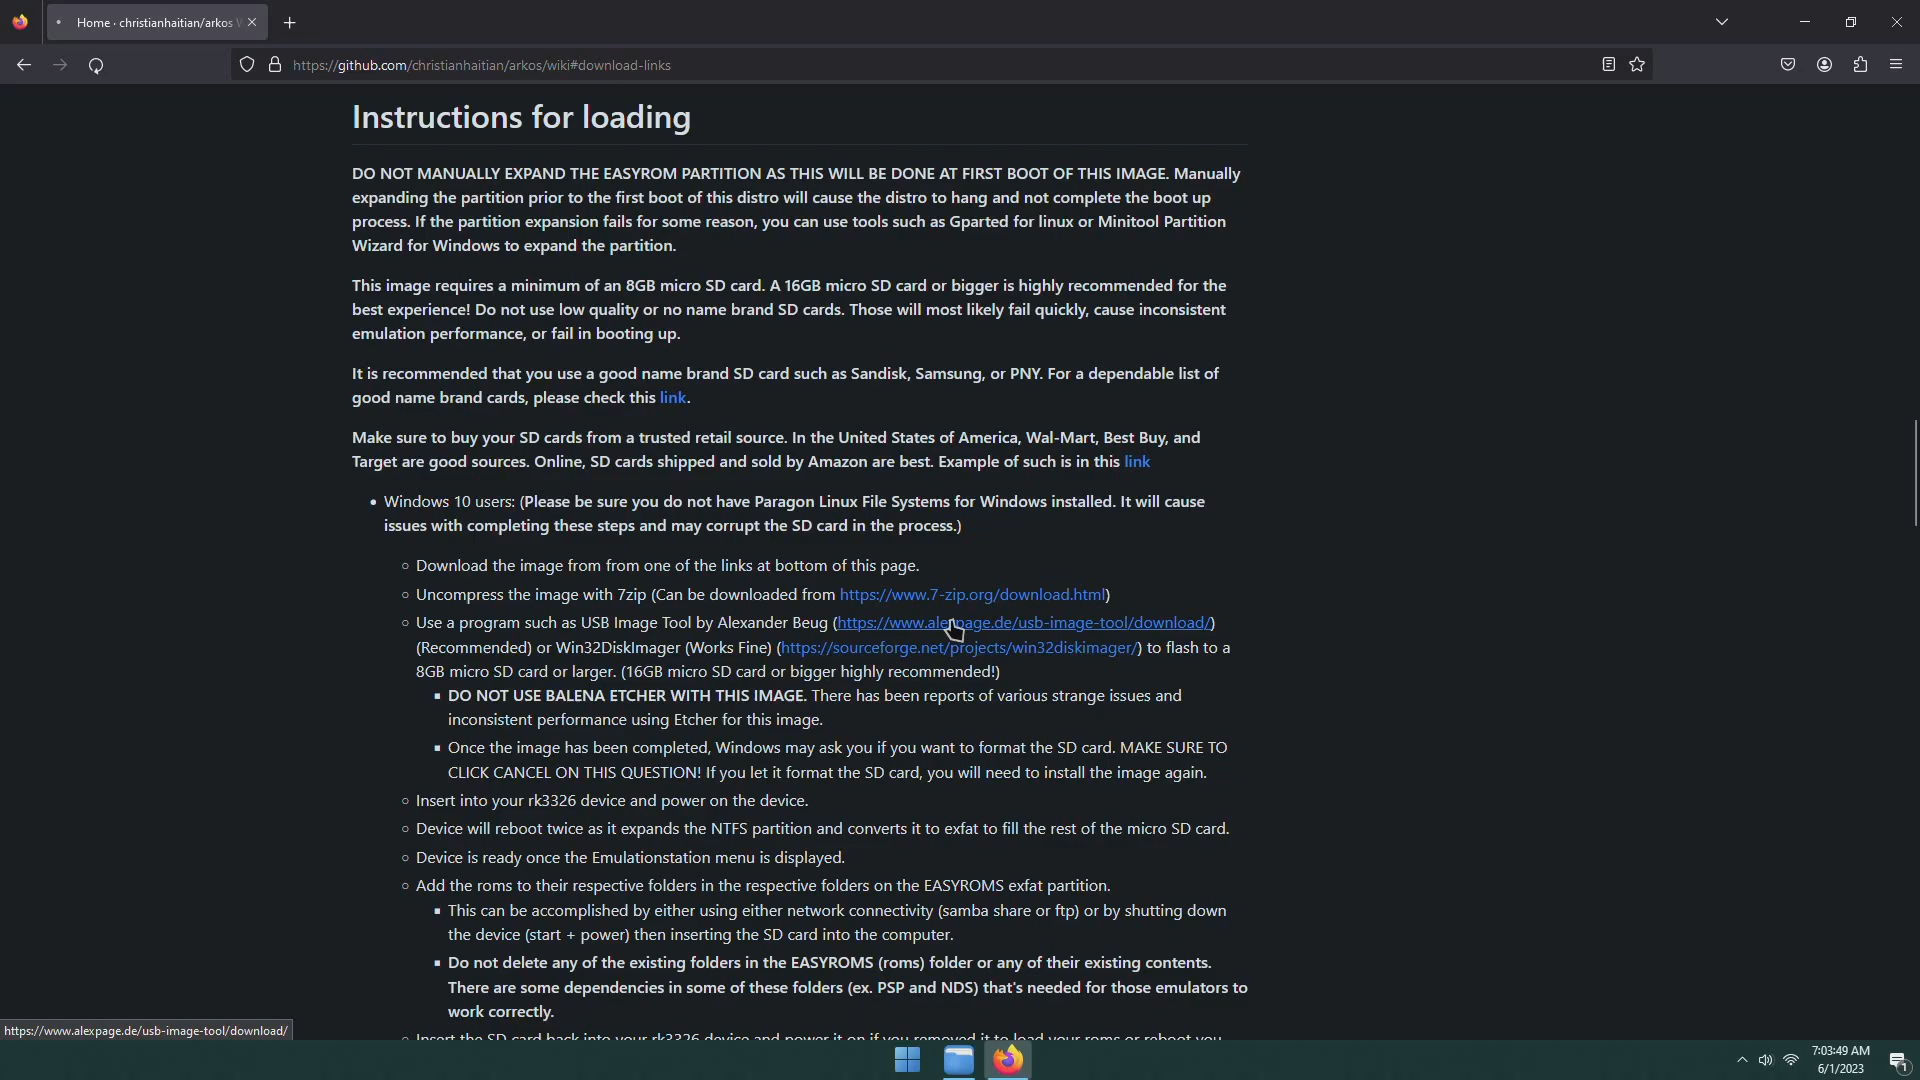 Home · christianhaitian/arkos W
https://github.com/christianhaitian/arkos/wiki#download-links
Instructions for loading
DO NOT MANUALLY EXPAND THE EASYROM PARTITION AS THIS WILL BE DONE AT FIRST BOOT OF THIS IMAGE. Manually
expanding the partition prior to the first boot of this distro will cause the distro to hang and not complete the boot up
process. If the partition expansion fails for some reason, you can use tools such as Gparted for linux or Minitool Partition
Wizard for Windows to expand the partition.
This image requires a minimum of an 8GB micro SD card. A 16GB micro SD card or bigger is highly recommended for the
best experience! Do not use low quality or no name brand SD cards. Those will most likely fail quickly, cause inconsistent
emulation performance, or fail in booting up.
It is recommended that you use a good name brand SD card such as Sandisk, Samsung, or PNY. For a dependable list of
good name brand cards, please check this link.
Make sure to buy your SD cards from a trusted retail source. In the United States of America, Wal-Mart, Best Buy, and
Target are good sources. Online, SD cards shipped and sold by Amazon are best. Example of such is in this link
• Windows 10 users: (Please be sure you do not have Paragon Linux File Systems for Windows installed. It will cause
issues with completing these steps and may corrupt the SD card in the process.)
○ Download the image from from one of the links at bottom of this page.
○ Uncompress the image with 7zip (Can be downloaded from https://www.7-zip.org/download.html)
○ Use a program such as USB Image Tool by Alexander Beug (https://www.alexpage.de/usb-image-tool/download/)
(Recommended) or Win32DiskImager (Works Fine) (https://sourceforge.net/projects/win32diskimager/) to flash to a
8GB micro SD card or larger. (16GB micro SD card or bigger highly recommended!)
▪ DO NOT USE BALENA ETCHER WITH THIS IMAGE. There has been reports of various strange issues and
inconsistent performance using Etcher for this image.
▪ Once the image has been completed, Windows may ask you if you want to format the SD card. MAKE SURE TO
CLICK CANCEL ON THIS QUESTION! If you let it format the SD card, you will need to install the image again.
○ Insert into your rk3326 device and power on the device.
○ Device will reboot twice as it expands the NTFS partition and converts it to exfat to fill the rest of the micro SD card.
○ Device is ready once the Emulationstation menu is displayed.
○ Add the roms to their respective folders in the respective folders on the EASYROMS exfat partition.
▪ This can be accomplished by either using either network connectivity (samba share or ftp) or by shutting down
the device (start + power) then inserting the SD card into the computer.
▪ Do not delete any of the existing folders in the EASYROMS (roms) folder or any of their existing contents.
There are some dependencies in some of these folders (ex. PSP and NDS) that's needed for those emulators to
work correctly.
○ Insert the SD card back into your rk3326 device and power it on if you removed it to load your roms or reboot you
https://www.alexpage.de/usb-image-tool/download/
7:03:49 AM
6/1/2023
1